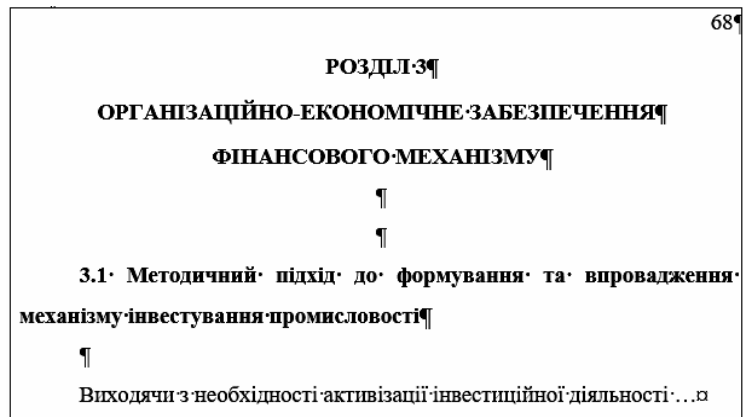 68¶
РОЗДІЛ·3¶
ОРГАНІЗАЦІЙНО-ЕКОНОМІЧНЕ·ЗАБЕЗПЕЧЕННЯ¶
ФІНАНСОВОГО·МЕХАНІЗМУ¶
¶
¶
3.1· Методичний· підхід· до· формування· та· впровадження·
механізму·інвестування·промисловості¶
¶
Виходячи·з·необхідності·активізації·інвестиційної·діяльності·…¤